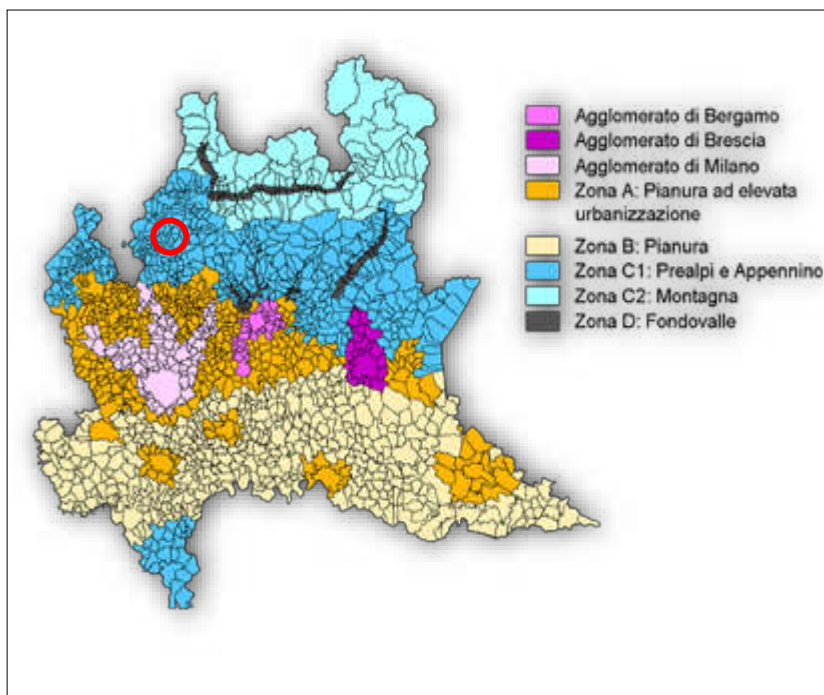 Agglomerato di Bergamo
Agglomerato di Brescia
Agglomerato di Milano
Zona A: Pianura ad elevata
urbanizzazione
Zona B: Pianura
Zona C1: Prealpi e Appennino
Zona C2: Montagna
Zona D: Fondovalle